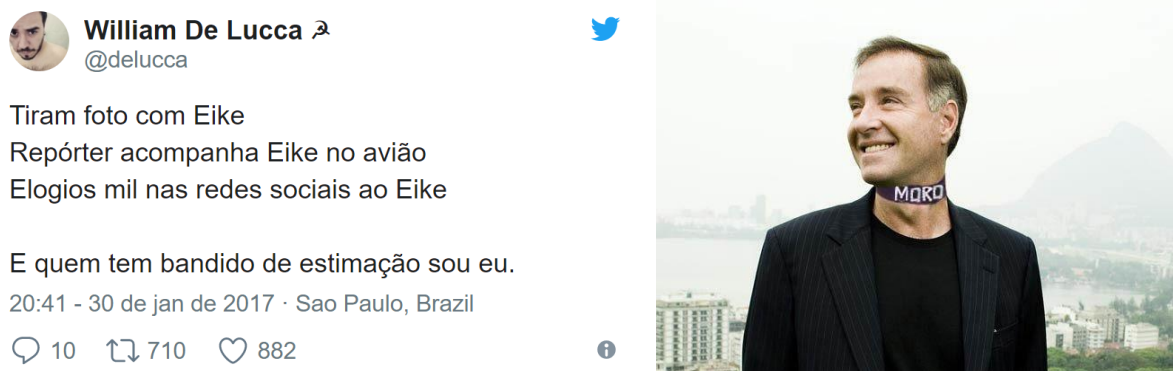 William De Lucca ☭
@delucca
Tiram foto com Eike
Repórter acompanha Eike no avião
Elogios mil nas redes sociais ao Eike
E quem tem bandido de estimação sou eu.
20:41 - 30 de jan de 2017 · Sao Paulo, Brazil
10 710 882
MORO